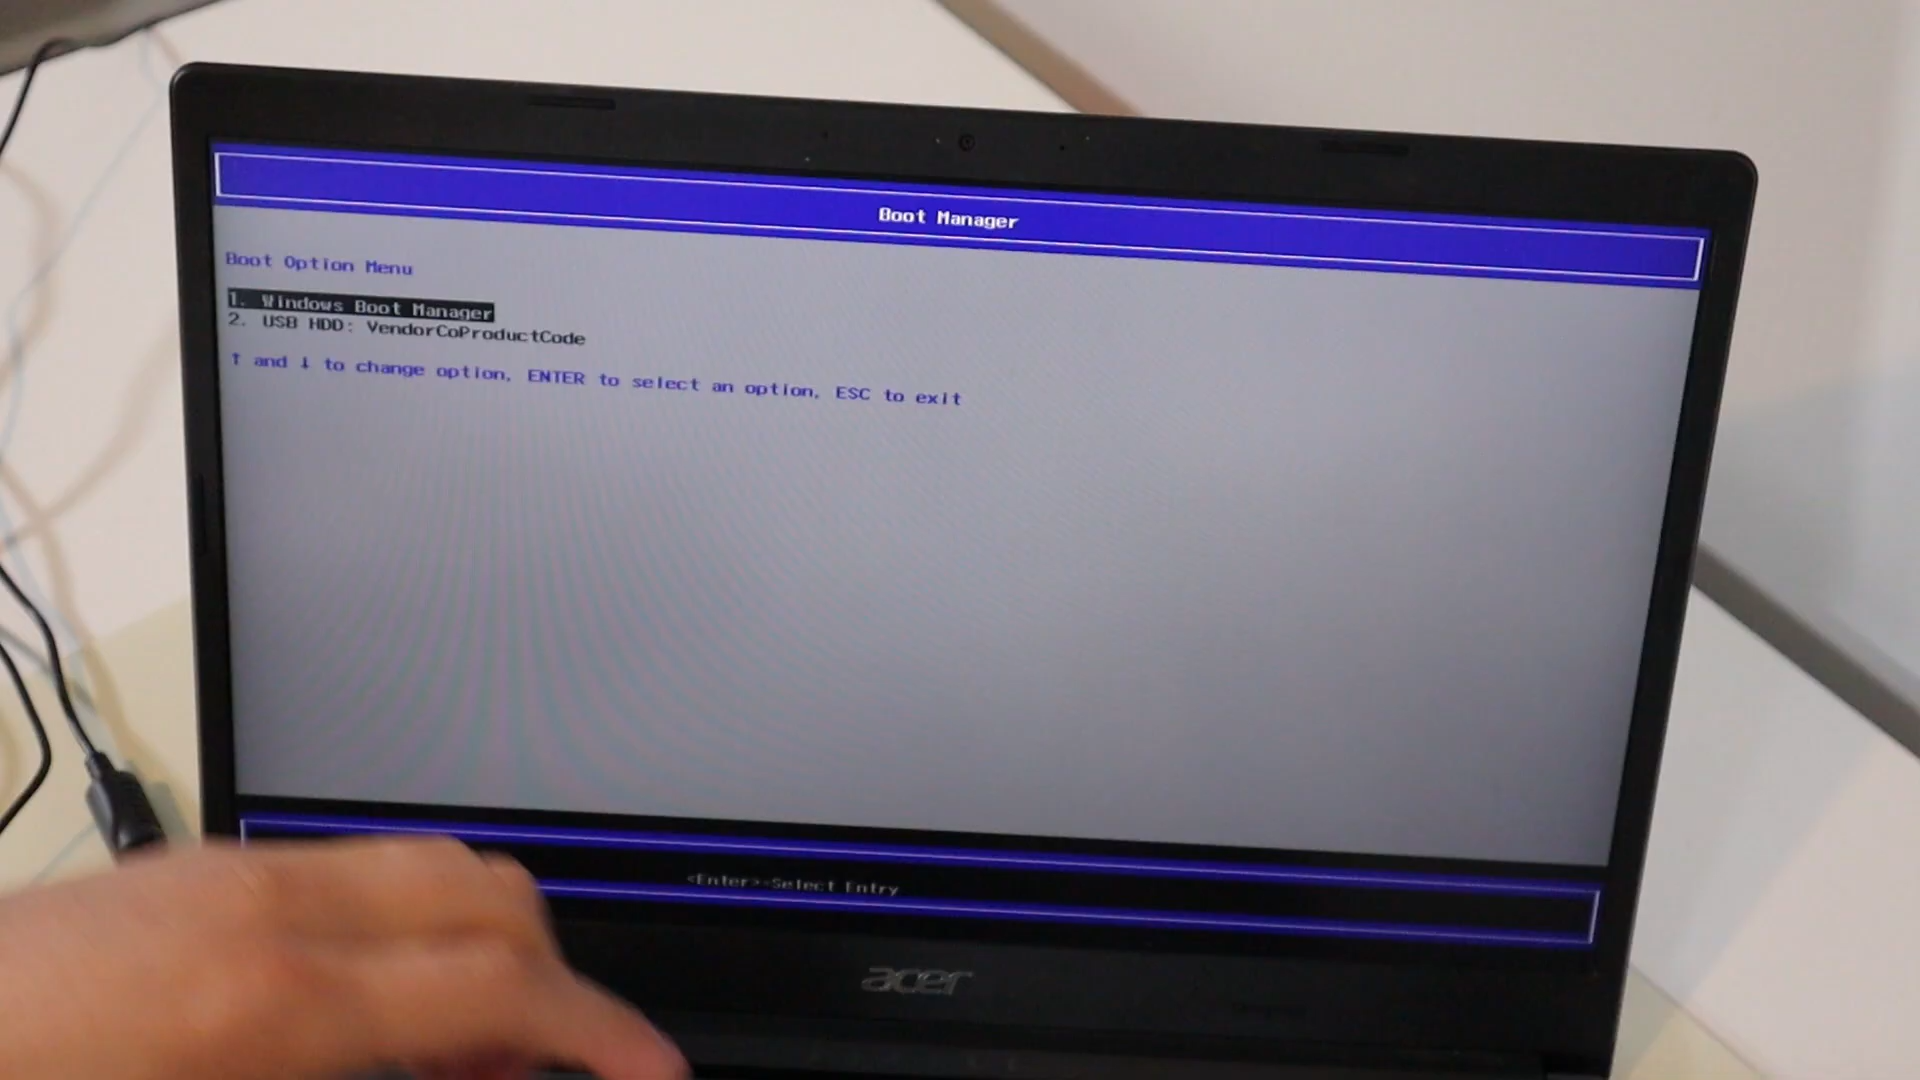 Boot Manager
Boot Option Menu
1. Windows Boot Manager
2. USB HDD: VendorCoProductCode
↑ and ↓ to change option, ENTER to select an option, ESC to exit
<Enter>=Select Entry
acer